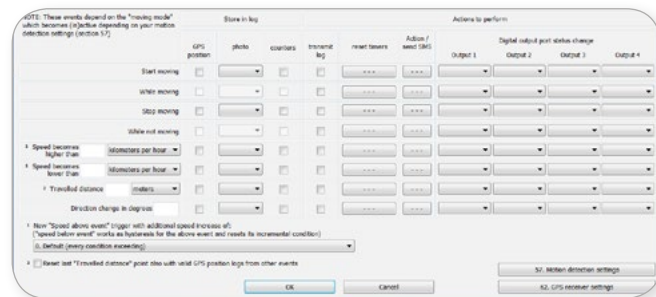 NOTE: These events depend on the "moving mode"
which becomes (in)active depending on your motion
detection settings (section 57)
Store in log
Actions to perform
GPS position
photo
counters
transmit log
reset timers
Action / send SMS
Digital output port status change
Output 1 Output 2 Output 3 Output 4
Start moving
While moving
Stop moving
While not moving
Speed becomes higher than kilometers per hour
Speed becomes lower than kilometers per hour
Travelled distance meters
Direction change in degrees
New "Speed above event" trigger with additional speed increase of:
("speed below event" works as hysteresis for the above event and resets its incremental condition)
0. Default (every condition exceeding)
Reset last "Travelled distance" point also with valid GPS position logs from other events
57. Motion detection settings
OK Cancel 62. GPS receiver settings